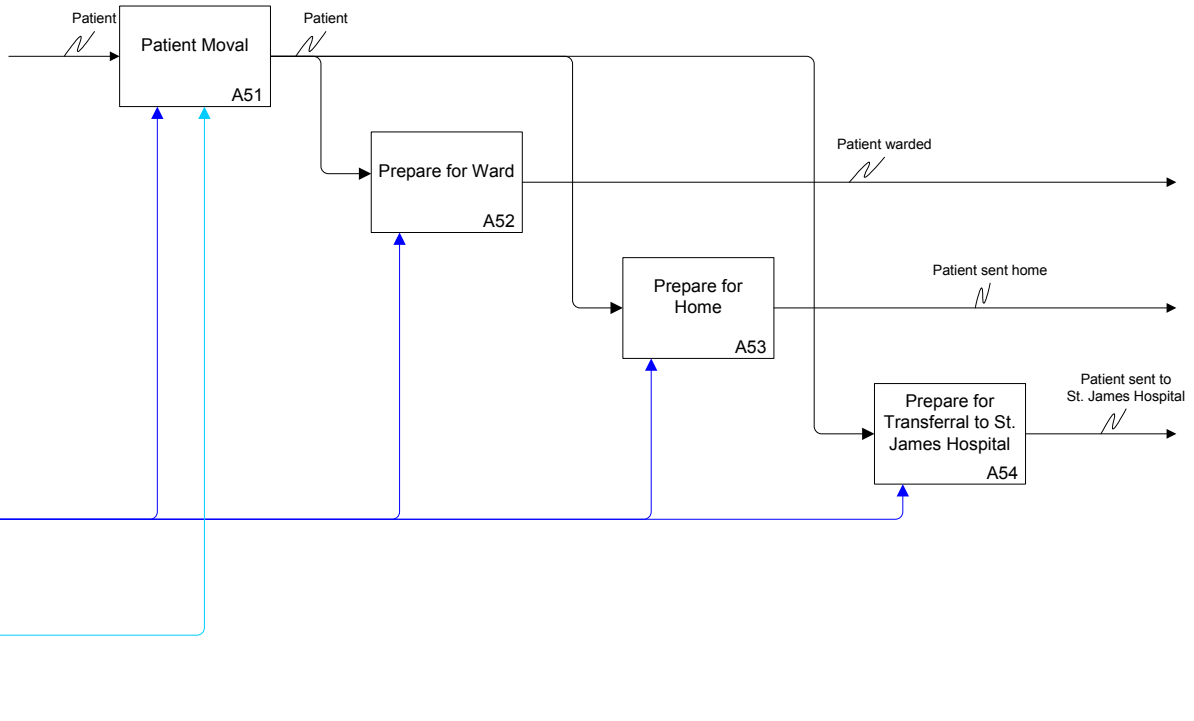 Patient
Patient
Patient Moval
A51
Patient warded
Prepare for Ward
A52
Patient sent home
Prepare for
Home
A53
Patient sent to
St. James Hospital
Prepare for
Transferral to St.
James Hospital
A54